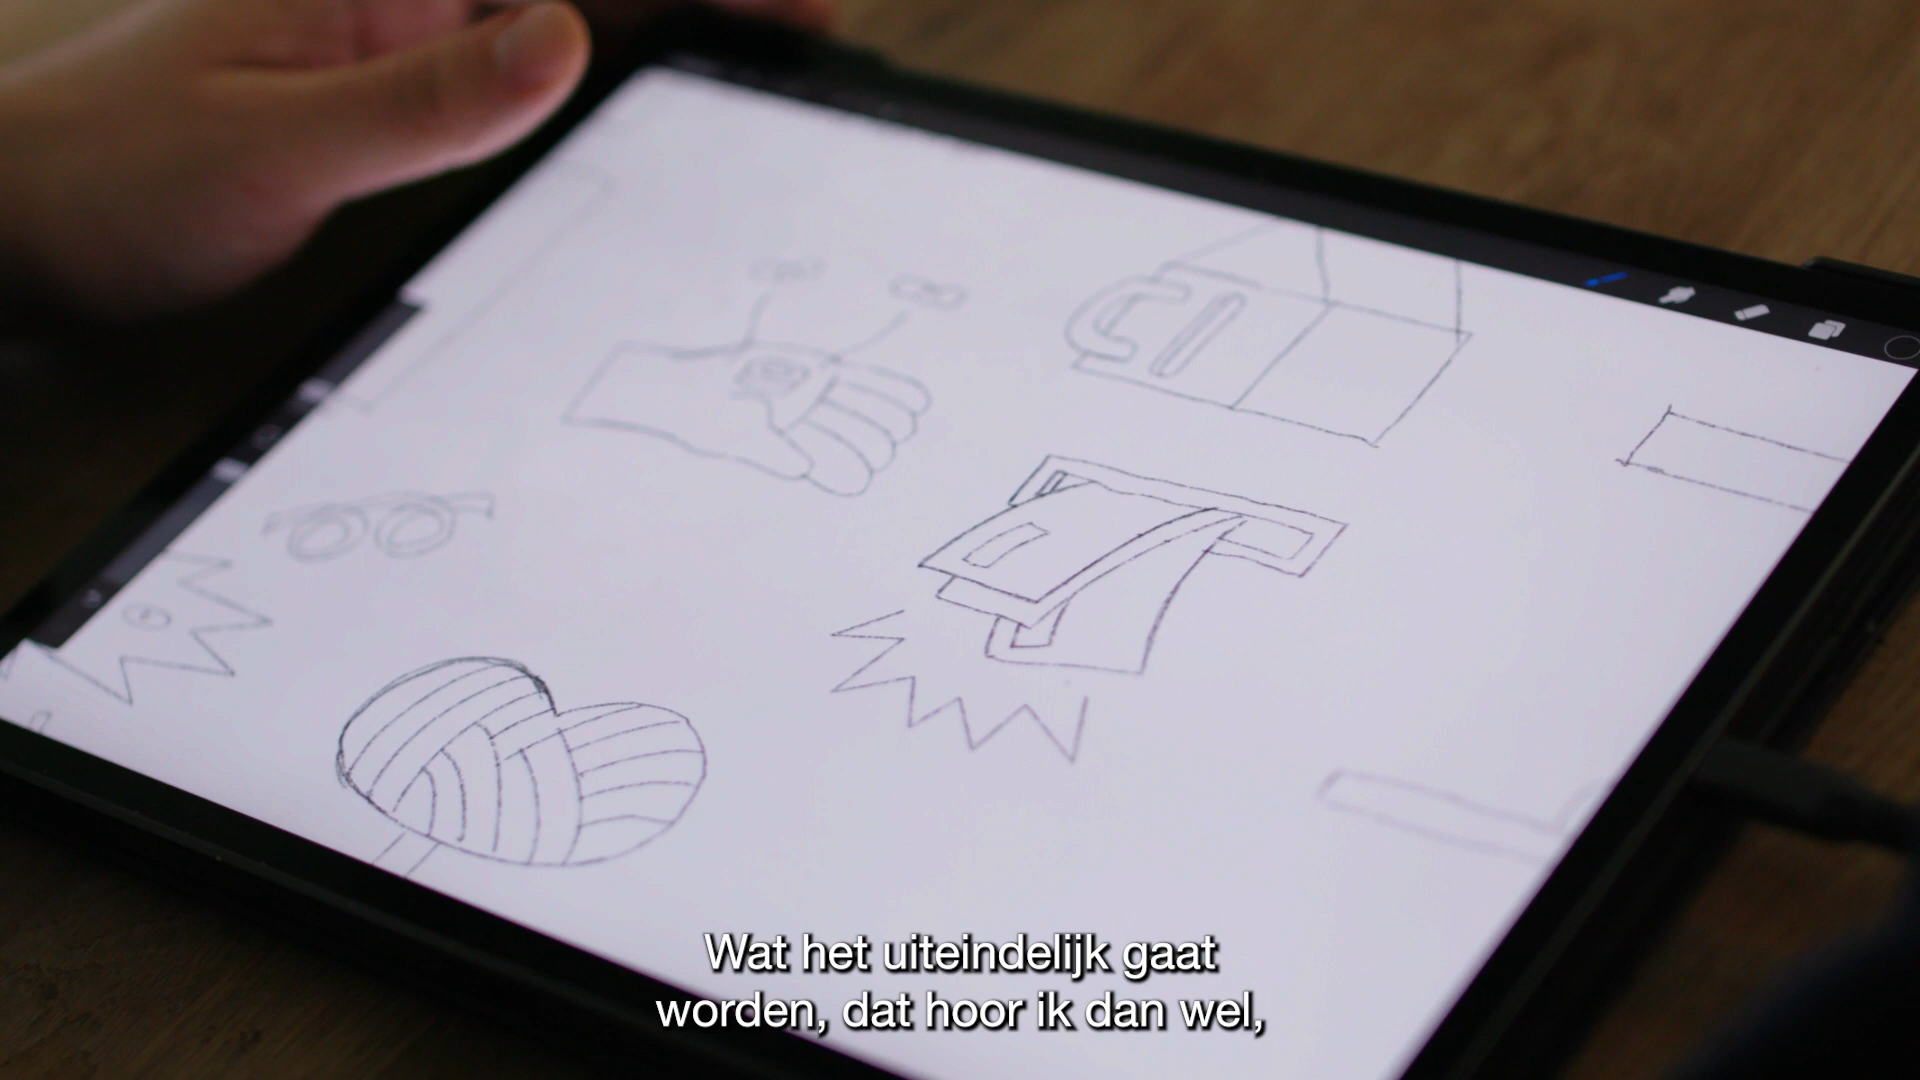 Wat het uiteindelijk gaat
worden, dat hoor ik dan wel,